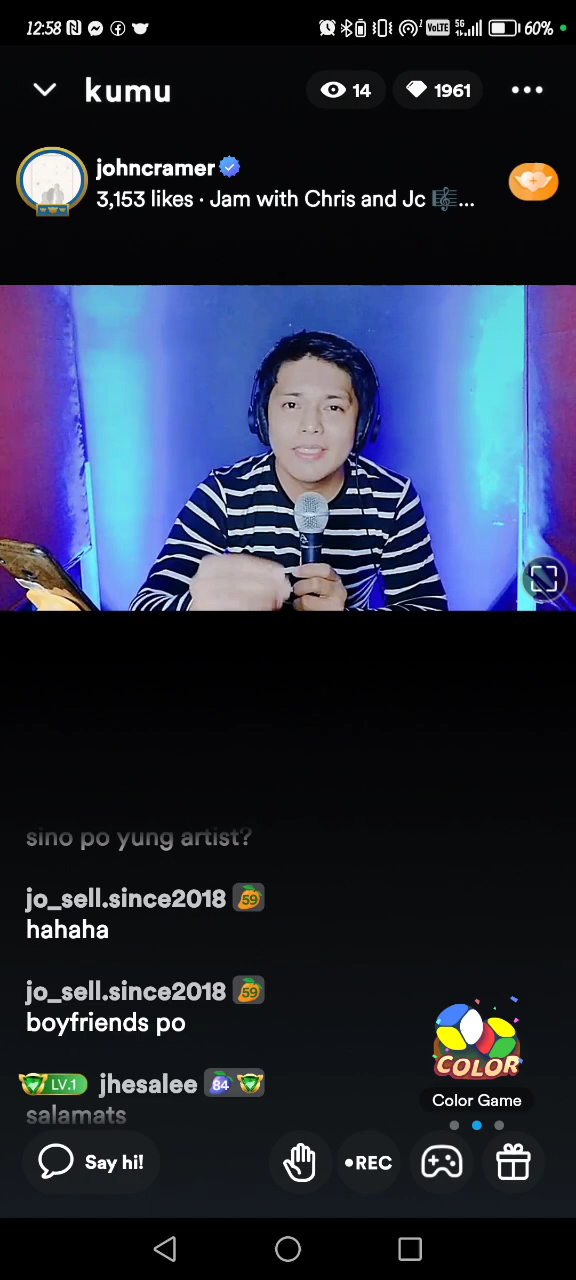 12:58
VoLTE
5G
60%
kumu
14
1961
johncramer
3,153 likes · Jam with Chris and Jc 🎼...
sino po yung artist?
jo_sell.since2018 59
hahaha
jo_sell.since2018 59
boyfriends po
LV.1 jhesalee 84
salamats
COLOR
Color Game
Say hi!
•REC